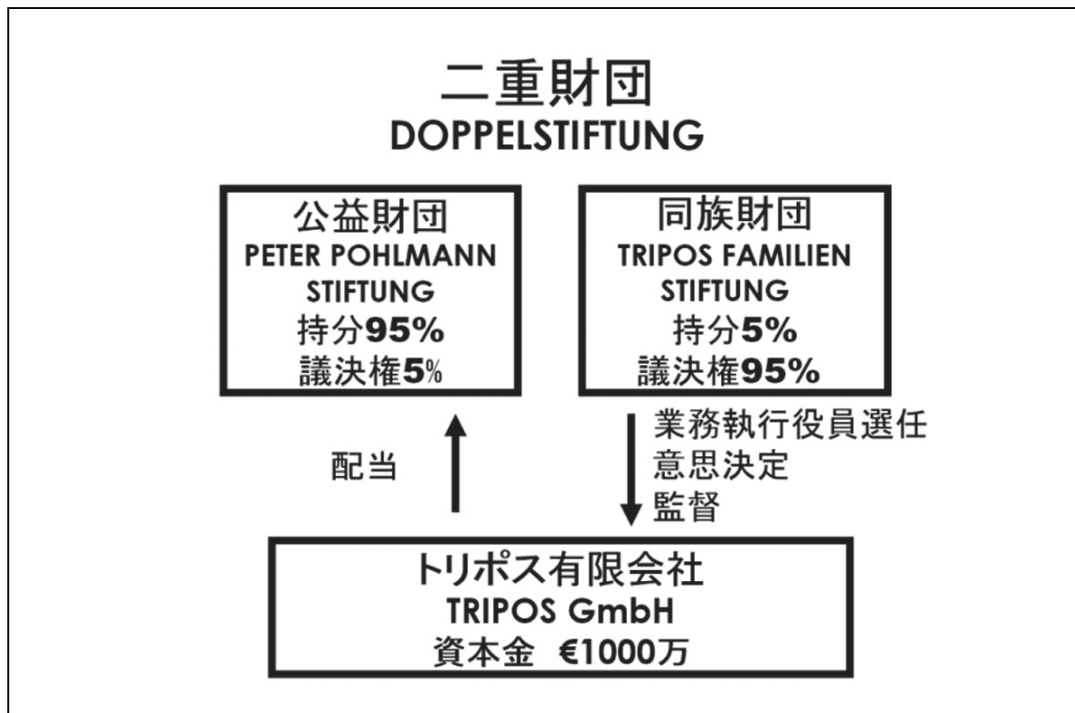 二重財団
DOPPELSTIFTUNG
公益財団
PETER POHLMANN
STIFTUNG
持分95%
議決権5%
同族財団
TRIPOS FAMILIEN
STIFTUNG
持分5%
議決権95%
配当
業務執行役員選任
意思決定
監督
トリポス有限会社
TRIPOS GmbH
資本金 €1000万